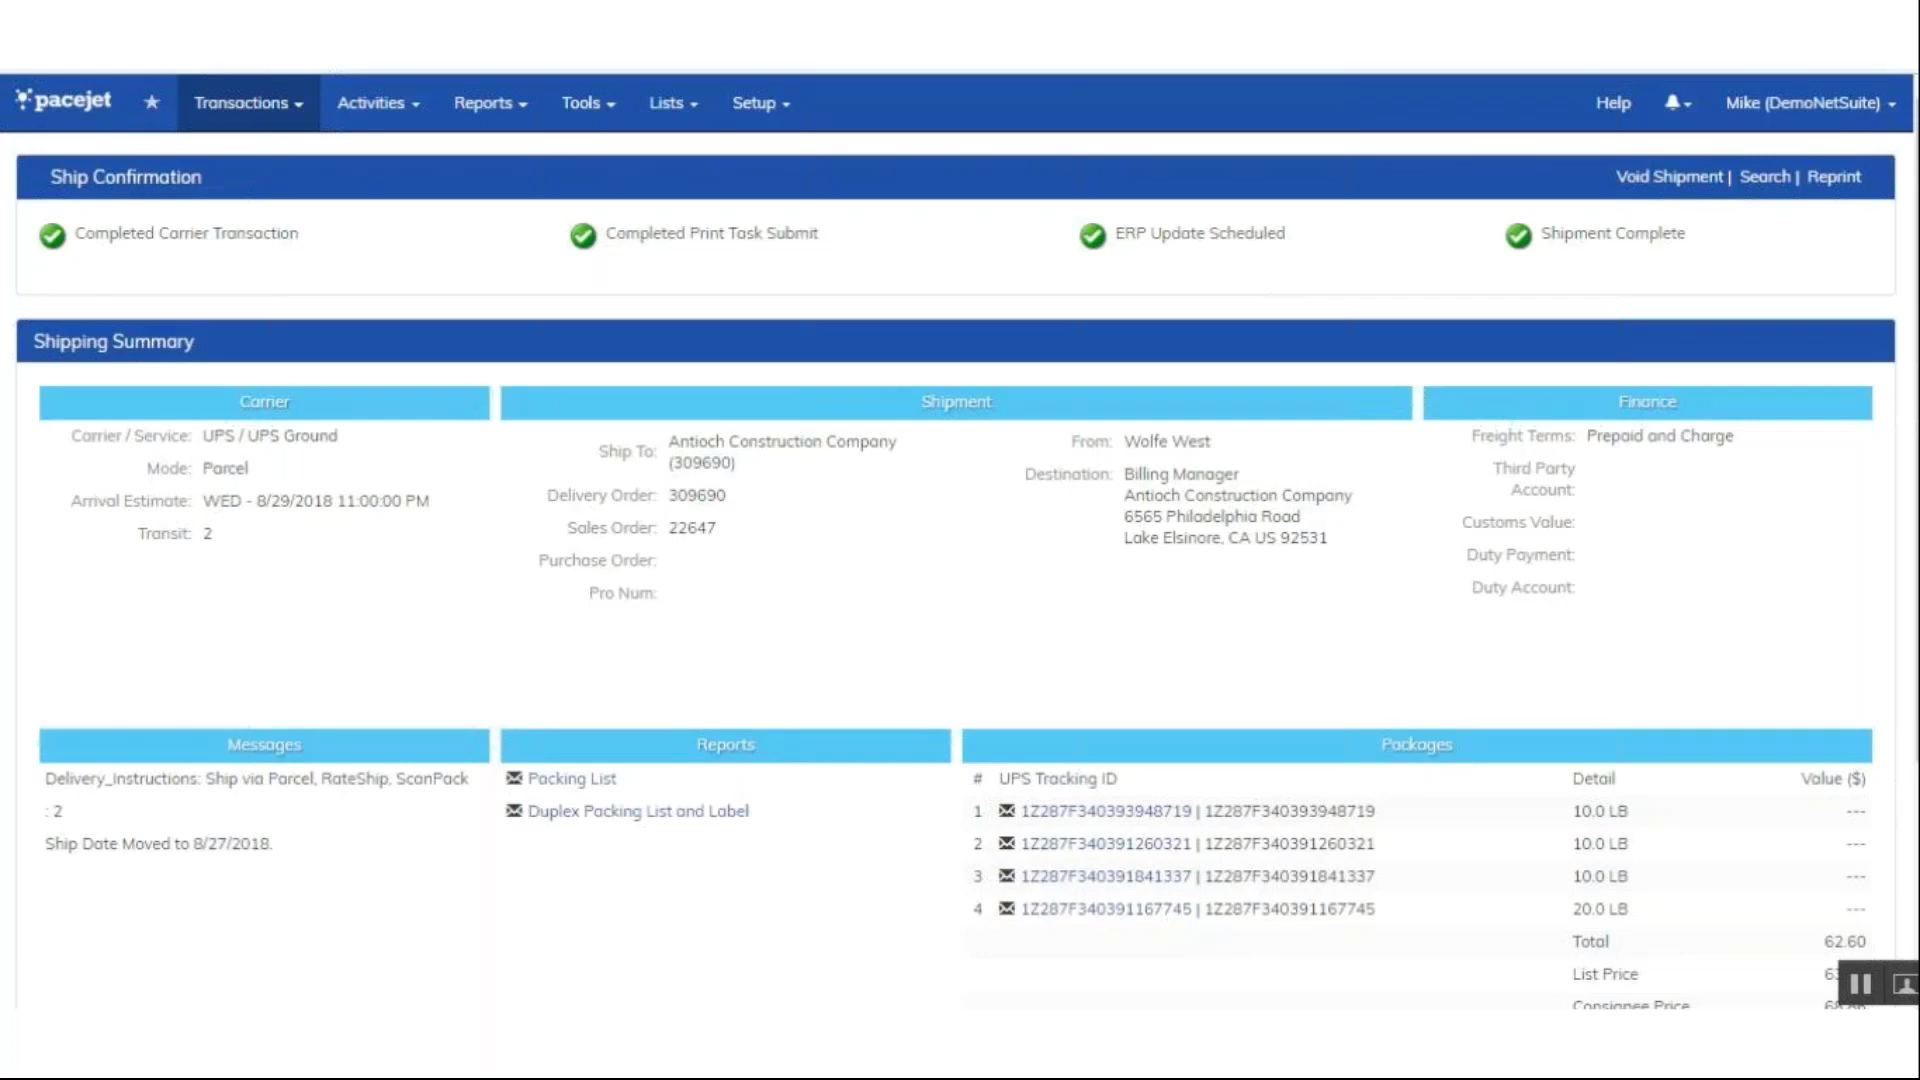 pacejet ★ Transactions Activities Reports Tools Lists Setup Help Mike (DemoNetSuite)
Ship Confirmation Void Shipment | Search | Reprint
Completed Carrier Transaction Completed Print Task Submit ERP Update Scheduled Shipment Complete
Shipping Summary
Carrier
Carrier / Service: UPS / UPS Ground
Mode: Parcel
Arrival Estimate: WED - 8/29/2018 11:00:00 PM
Transit: 2
Shipment
Ship To: Antioch Construction Company
(309690)
Delivery Order: 309690
Sales Order: 22647
Purchase Order:
Pro Num:
From: Wolfe West
Destination: Billing Manager
Antioch Construction Company
6565 Philadelphia Road
Lake Elsinore, CA US 92531
Finance
Freight Terms: Prepaid and Charge
Third Party
Account:
Customs Value:
Duty Payment:
Duty Account:
Messages
Delivery_Instructions: Ship via Parcel, RateShip, ScanPack
: 2
Ship Date Moved to 8/27/2018.
Reports
Packing List
Duplex Packing List and Label
Packages
# UPS Tracking ID Detail Value ($)
1 1Z287F340393948719 | 1Z287F340393948719 10.0 LB ---
2 1Z287F340391260321 | 1Z287F340391260321 10.0 LB ---
3 1Z287F340391841337 | 1Z287F340391841337 10.0 LB ---
4 1Z287F340391167745 | 1Z287F340391167745 20.0 LB ---
Total 62.60
List Price
Consignee Price